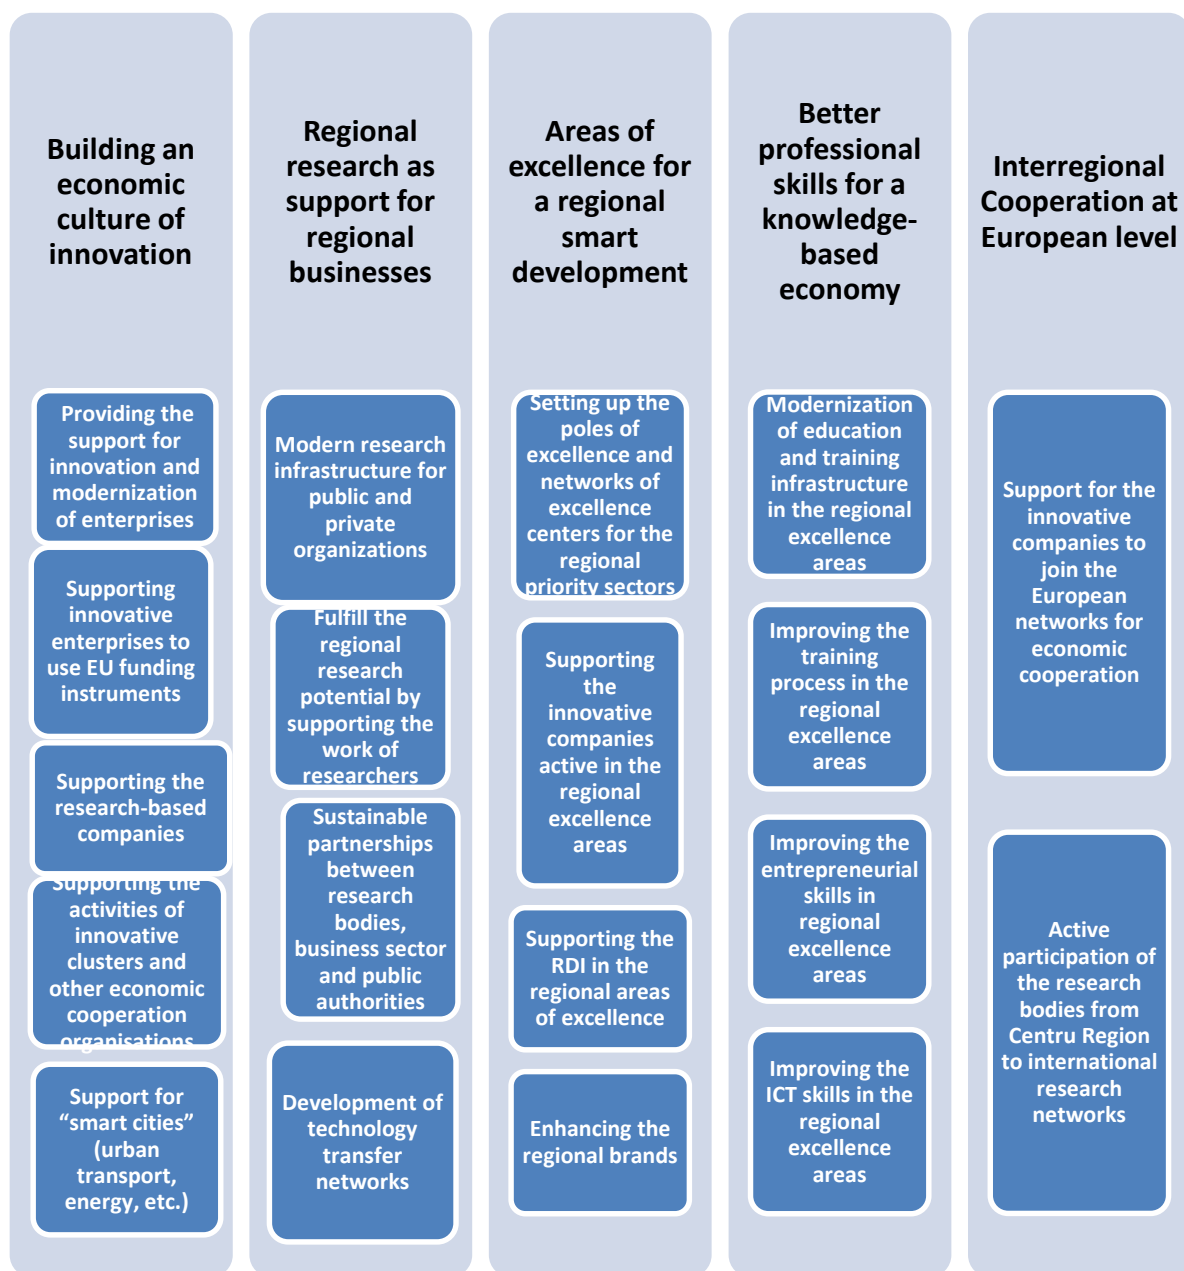 Building an
economic
culture of
innovation
Providing the
support for
innovation and
modernization
of enterprises
Supporting
innovative
enterprises to
use EU funding
instruments
Supporting the
research-based
companies
Supporting the
activities of
innovative
clusters and
other economic
cooperation
organisations
Support for
“smart cities”
(urban
transport,
energy, etc.)
Regional
research as
support for
regional
businesses
Modern research
infrastructure for
public and
private
organizations
Fulfill the
regional
research
potential by
supporting the
work of
researchers
Sustainable
partnerships
between
research
bodies,
business sector
and public
authorities
Development of
technology
transfer
networks
Areas of
excellence for
a regional
smart
development
Setting up the
poles of
excellence and
networks of
excellence
centers for the
regional
priority sectors
Supporting
the
innovative
companies
active in the
regional
excellence
areas
Supporting the
RDI in the
regional areas
of excellence
Enhancing the
regional brands
Better
professional
skills for a
knowledge-
based
economy
Modernization
of education
and training
infrastructure
in the regional
excellence
areas
Improving the
training
process in the
regional
excellence
areas
Improving the
entrepreneurial
skills in
regional
excellence
areas
Improving the
ICT skills in the
regional
excellence
areas
Interregional
Cooperation at
European level
Support for the
innovative
companies to
join the
European
networks for
economic
cooperation
Active
participation of
the research
bodies from
Centru Region
to international
research
networks